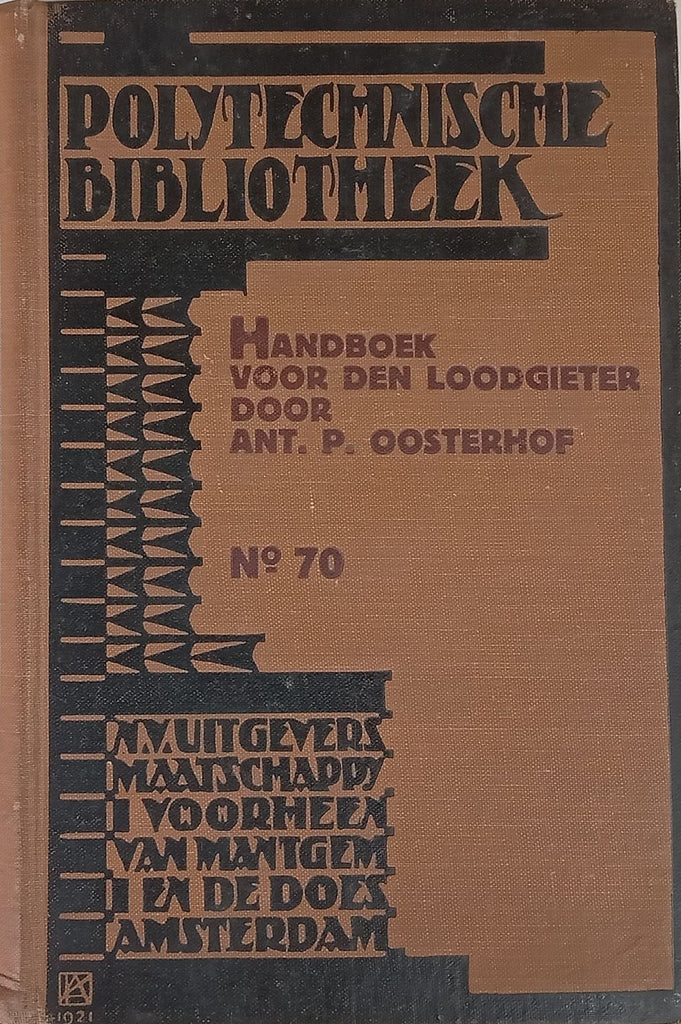 POLYTECHNISCHE
BIBLIOTHEEK
HANDBOEK
VOOR DEN LOODGIETER
DOOR
ANT. P. OOSTERHOF
Nº 70
N.V. UITGEVERS
MAATSCHAPPY
VOORHEEN
VAN MANTGEM
EN DE DOES
AMSTERDAM
1921